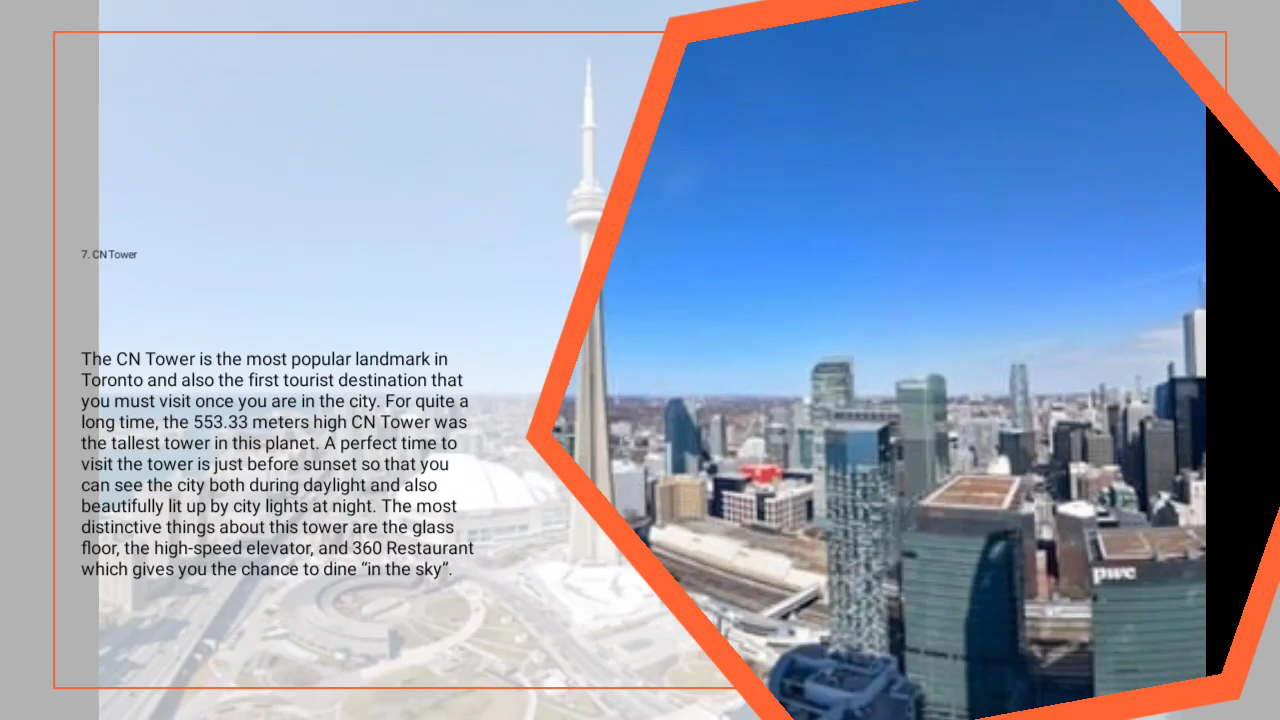 7. CN Tower
The CN Tower is the most popular landmark in
Toronto and also the first tourist destination that
you must visit once you are in the city. For quite a
long time, the 553.33 meters high CN Tower was
the tallest tower in this planet. A perfect time to
visit the tower is just before sunset so that you
can see the city both during daylight and also
beautifully lit up by city lights at night. The most
distinctive things about this tower are the glass
floor, the high-speed elevator, and 360 Restaurant
which gives you the chance to dine “in the sky”.
pwc